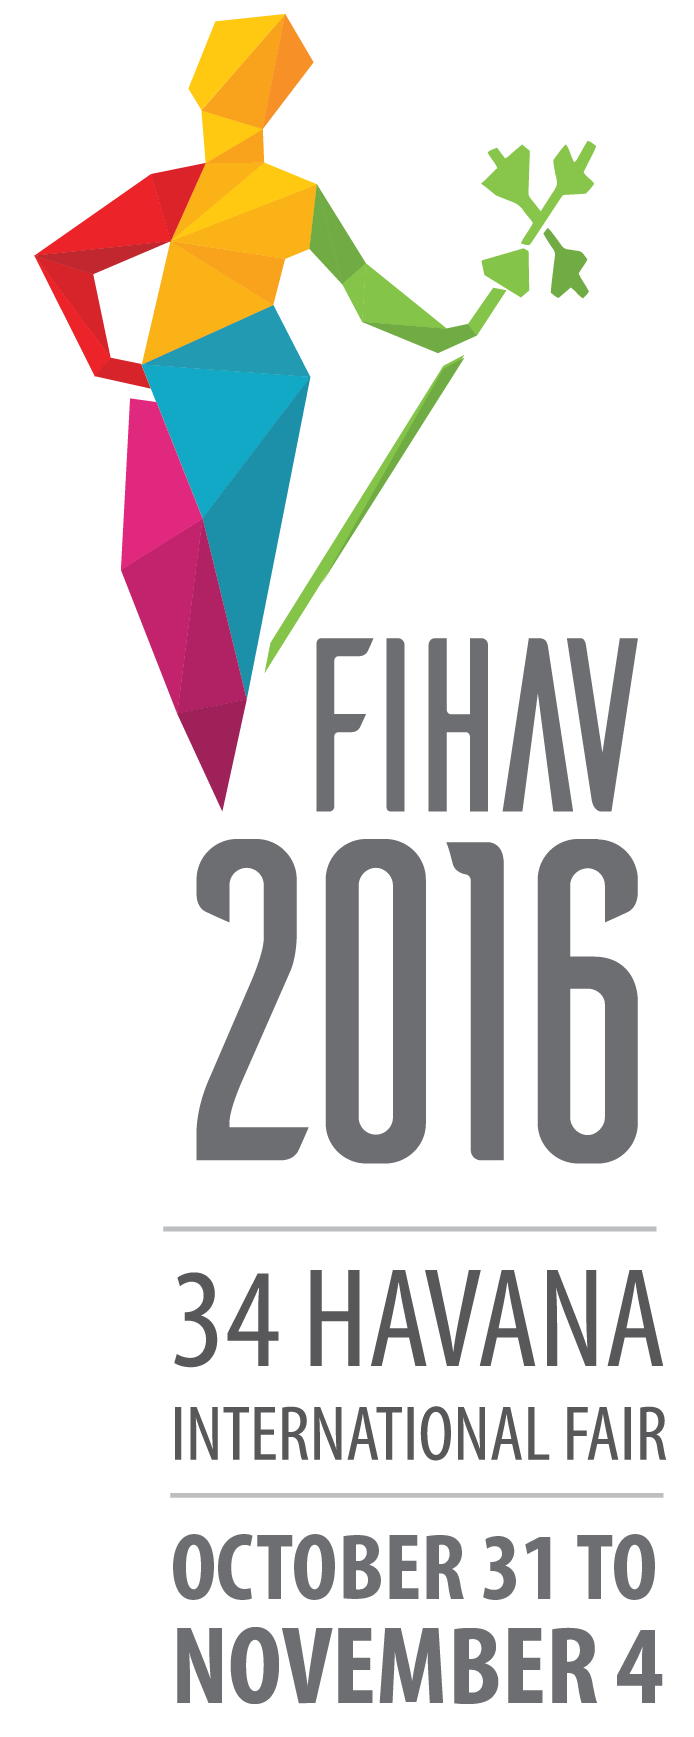 FIHAV
2016
34 HAVANA
INTERNATIONAL FAIR
OCTOBER 31 TO
NOVEMBER 4